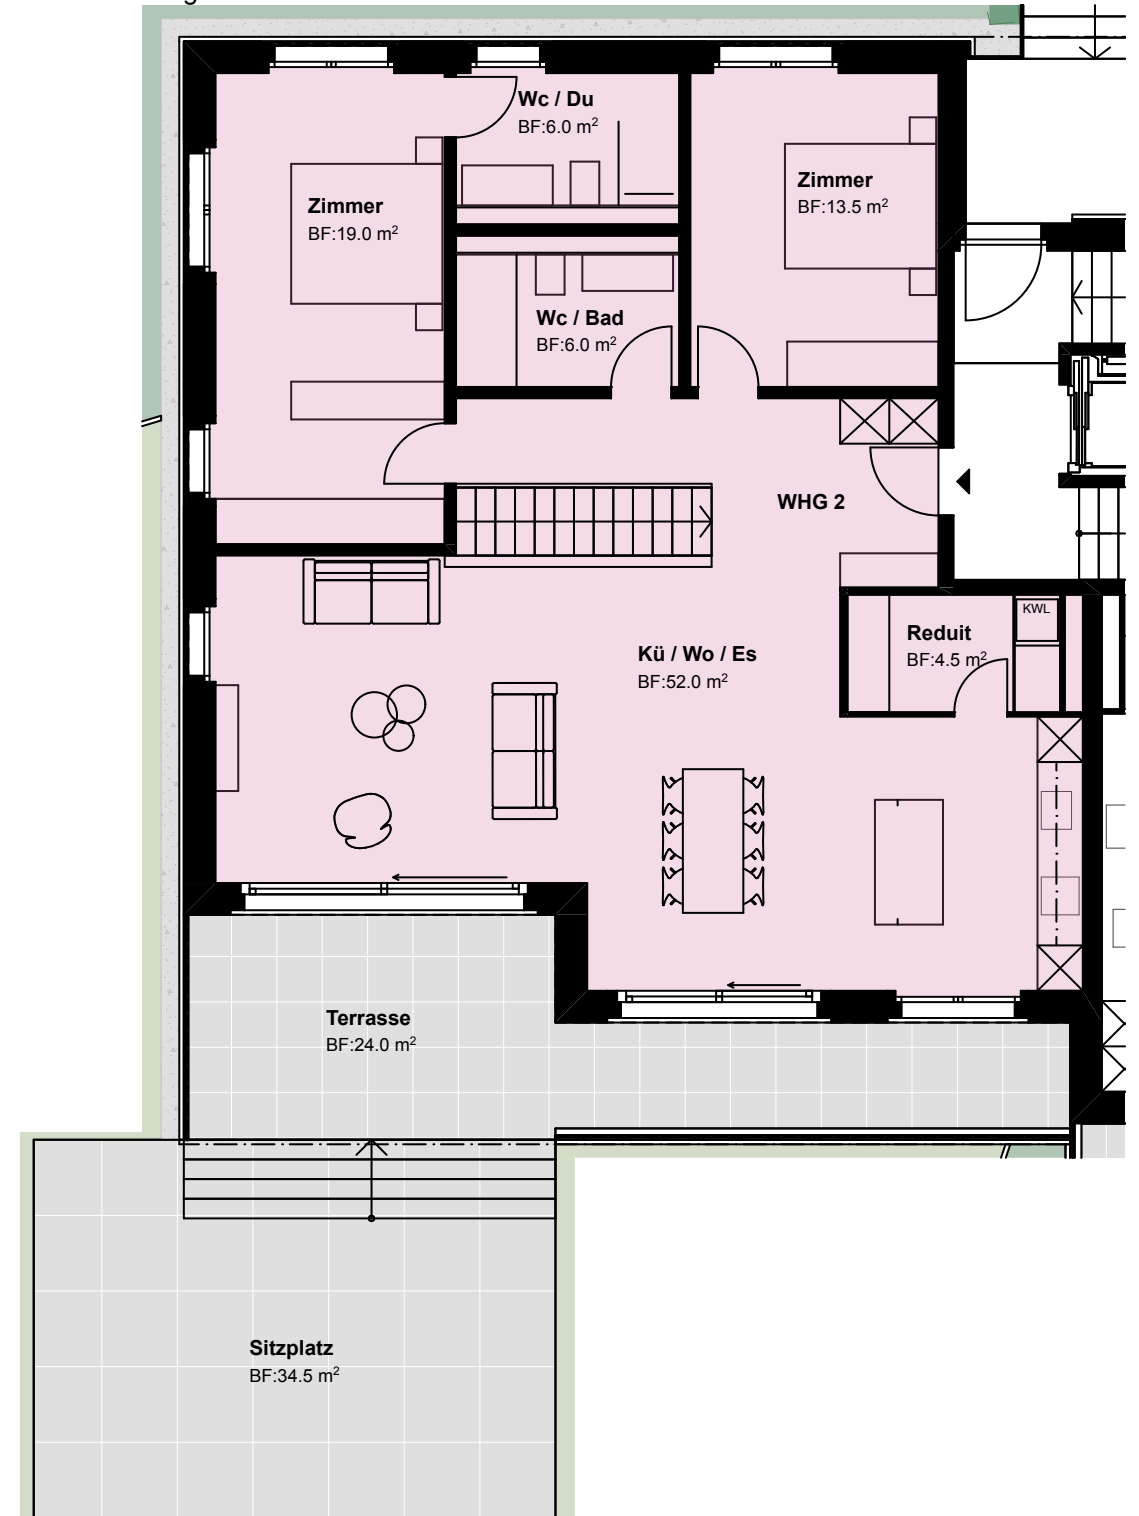 Wc / Du
BF:6.0 m²
Zimmer
BF:19.0 m²
Zimmer
BF:13.5 m²
Wc / Bad
BF:6.0 m²
WHG 2
KWL
Reduit
BF:4.5 m²
Kü / Wo / Es
BF:52.0 m²
Terrasse
BF:24.0 m²
Sitzplatz
BF:34.5 m²